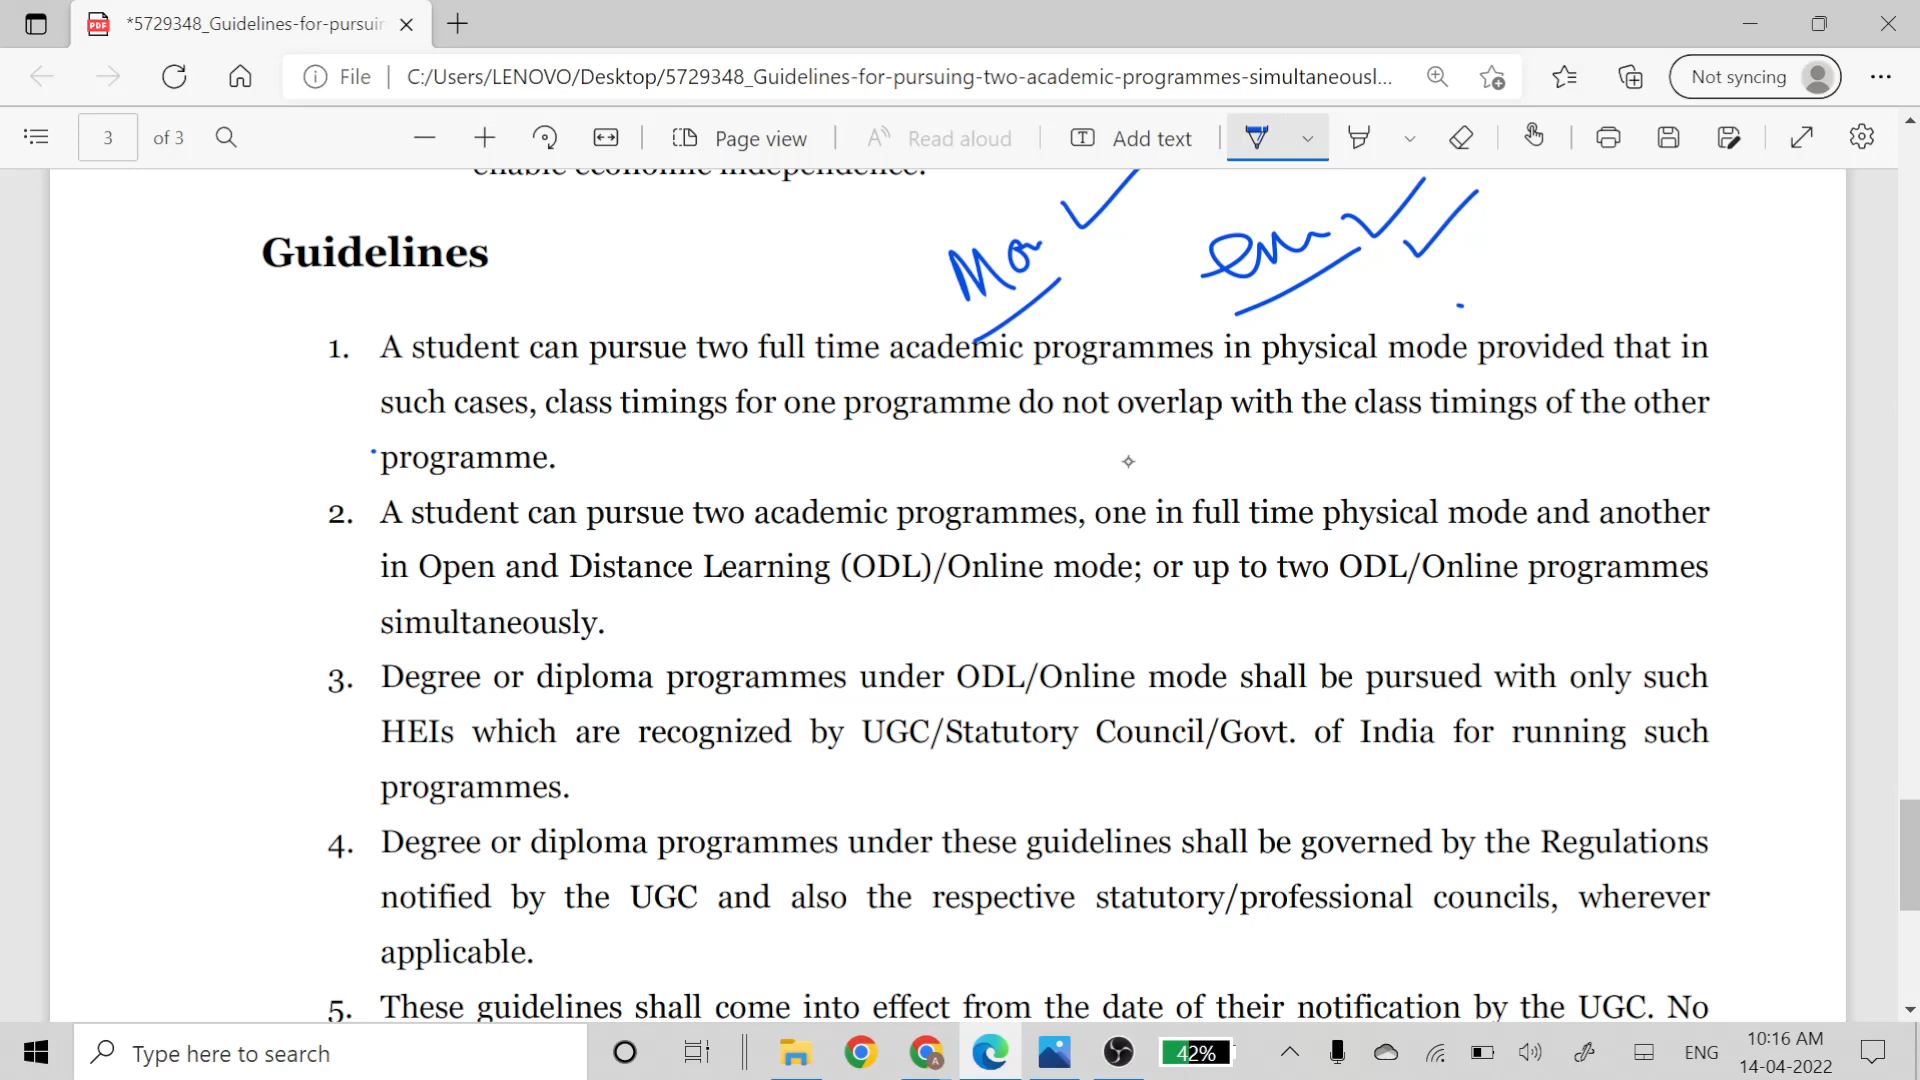 *5729348_Guidelines-for-pursuin
File C:/Users/LENOVO/Desktop/5729348_Guidelines-for-pursuing-two-academic-programmes-simultaneousl... Not syncing
3 of 3 Page view Read aloud Add text
enable economic independence.
Guidelines
1. A student can pursue two full time academic programmes in physical mode provided that in
such cases, class timings for one programme do not overlap with the class timings of the other
programme.
2. A student can pursue two academic programmes, one in full time physical mode and another
in Open and Distance Learning (ODL)/Online mode; or up to two ODL/Online programmes
simultaneously.
3. Degree or diploma programmes under ODL/Online mode shall be pursued with only such
HEIs which are recognized by UGC/Statutory Council/Govt. of India for running such
programmes.
4. Degree or diploma programmes under these guidelines shall be governed by the Regulations
notified by the UGC and also the respective statutory/professional councils, wherever
applicable.
5. These guidelines shall come into effect from the date of their notification by the UGC. No
Type here to search 42% ENG 10:16 AM
14-04-2022